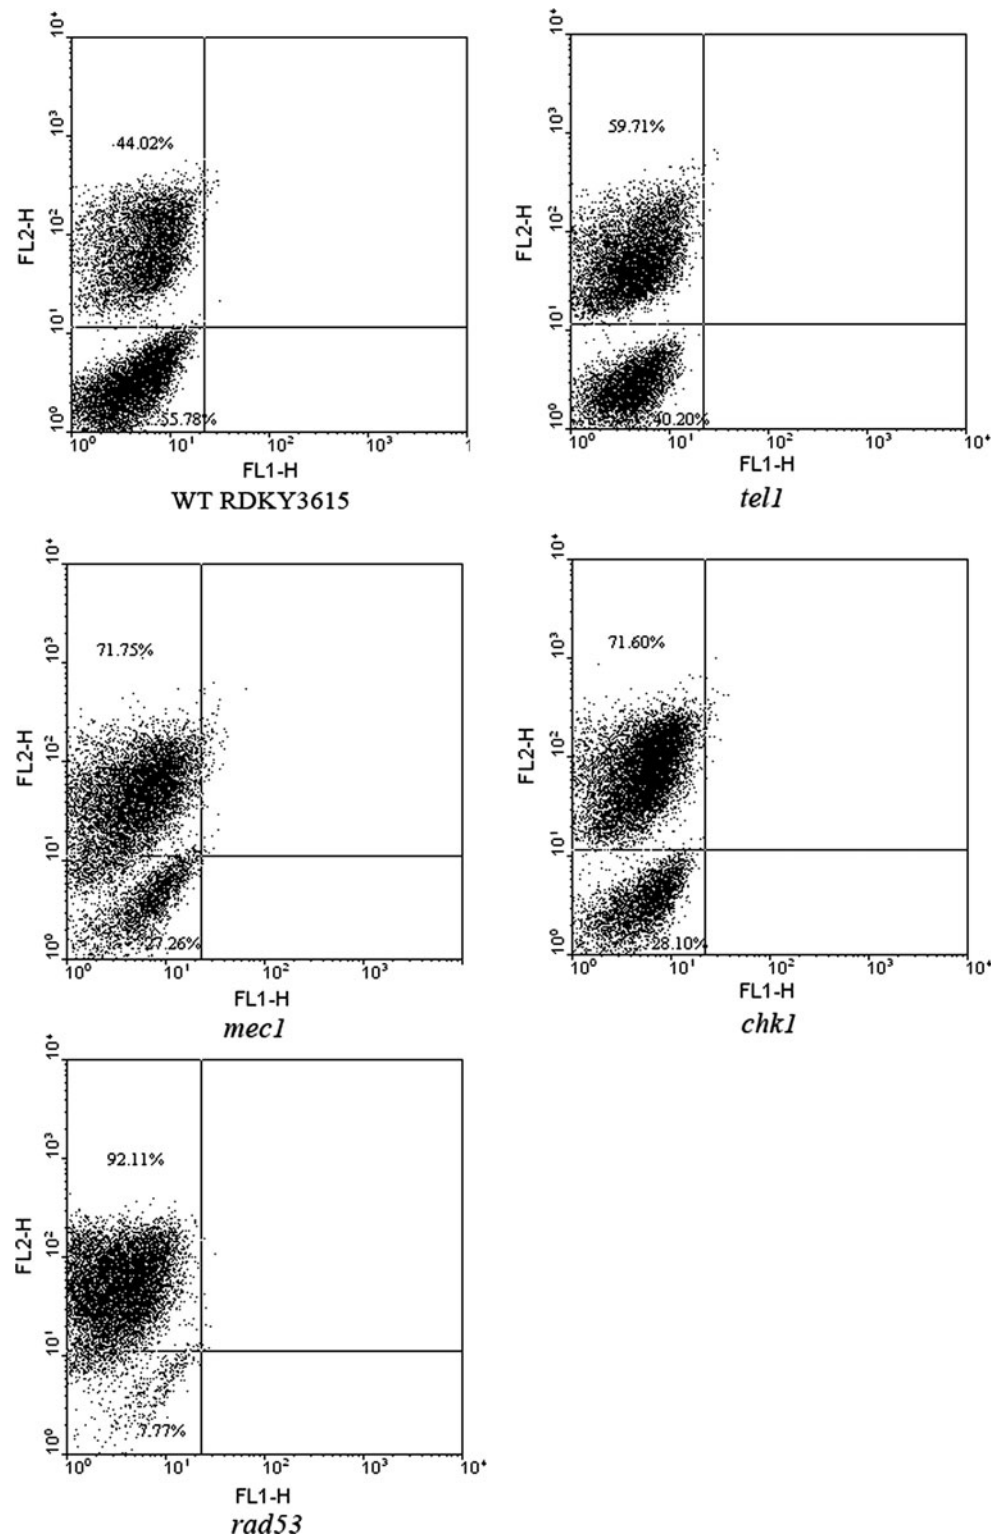 10⁴ 10³ 10² 10¹ 10⁰
FL2-H
44.02%
55.78%
10⁰ 10¹ 10² 10³ 1
FL1-H
WT RDKY3615
10⁴ 10³ 10² 10¹ 10⁰
FL2-H
59.71%
40.20%
10⁰ 10¹ 10² 10³ 10⁴
FL1-H
tel1
10⁴ 10³ 10² 10¹ 10⁰
FL2-H
71.75%
27.26%
10⁰ 10¹ 10² 10³
FL1-H
mec1
10⁴ 10³ 10² 10¹ 10⁰
FL2-H
71.60%
28.10%
10⁰ 10¹ 10² 10³ 10⁴
FL1-H
chk1
10⁴ 10³ 10² 10¹ 10⁰
FL2-H
92.11%
7.77%
10⁰ 10¹ 10² 10³ 10⁴
FL1-H
rad53